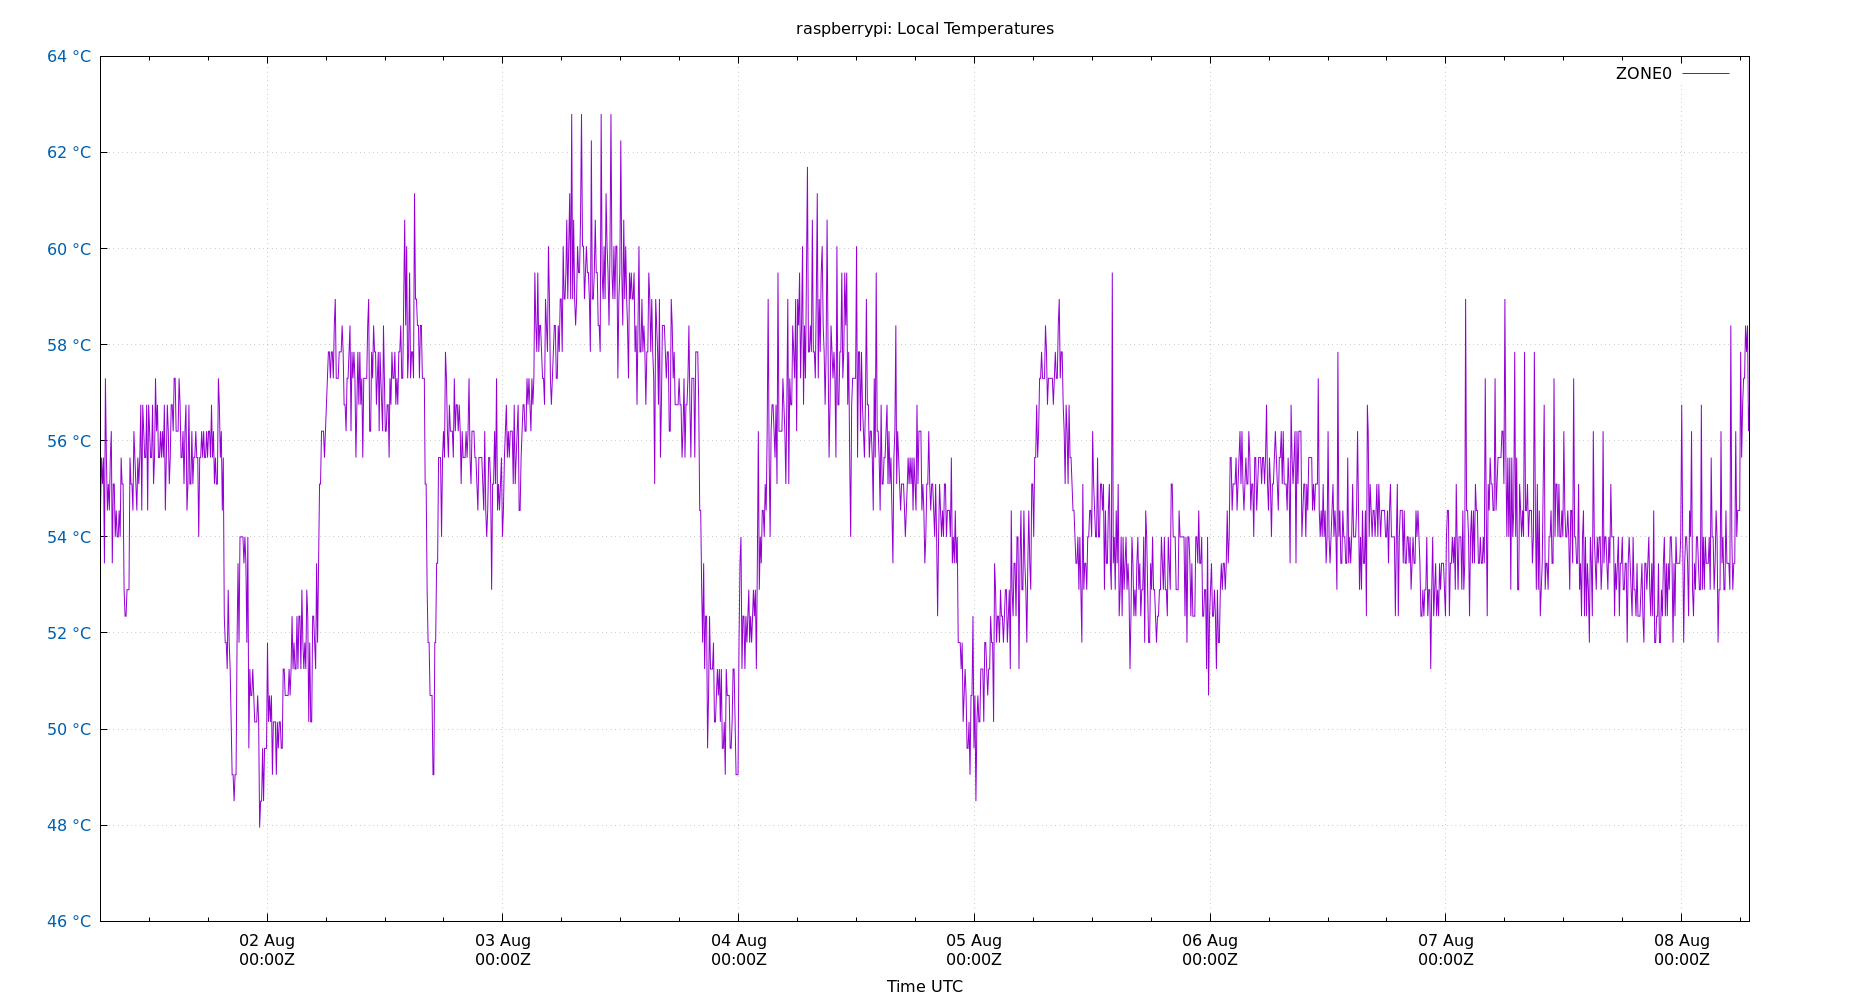 raspberrypi: Local Temperatures
64 °C
ZONE0
62 °C
60 °C
58 °C
56 °C
54 °C
52 °C
50 °C
48 °C
46 °C
02 Aug 03 Aug 04 Aug 05 Aug 06 Aug 07 Aug 08 Aug
00:00Z 00:00Z 00:00Z 00:00Z 00:00Z 00:00Z 00:00Z
Time UTC